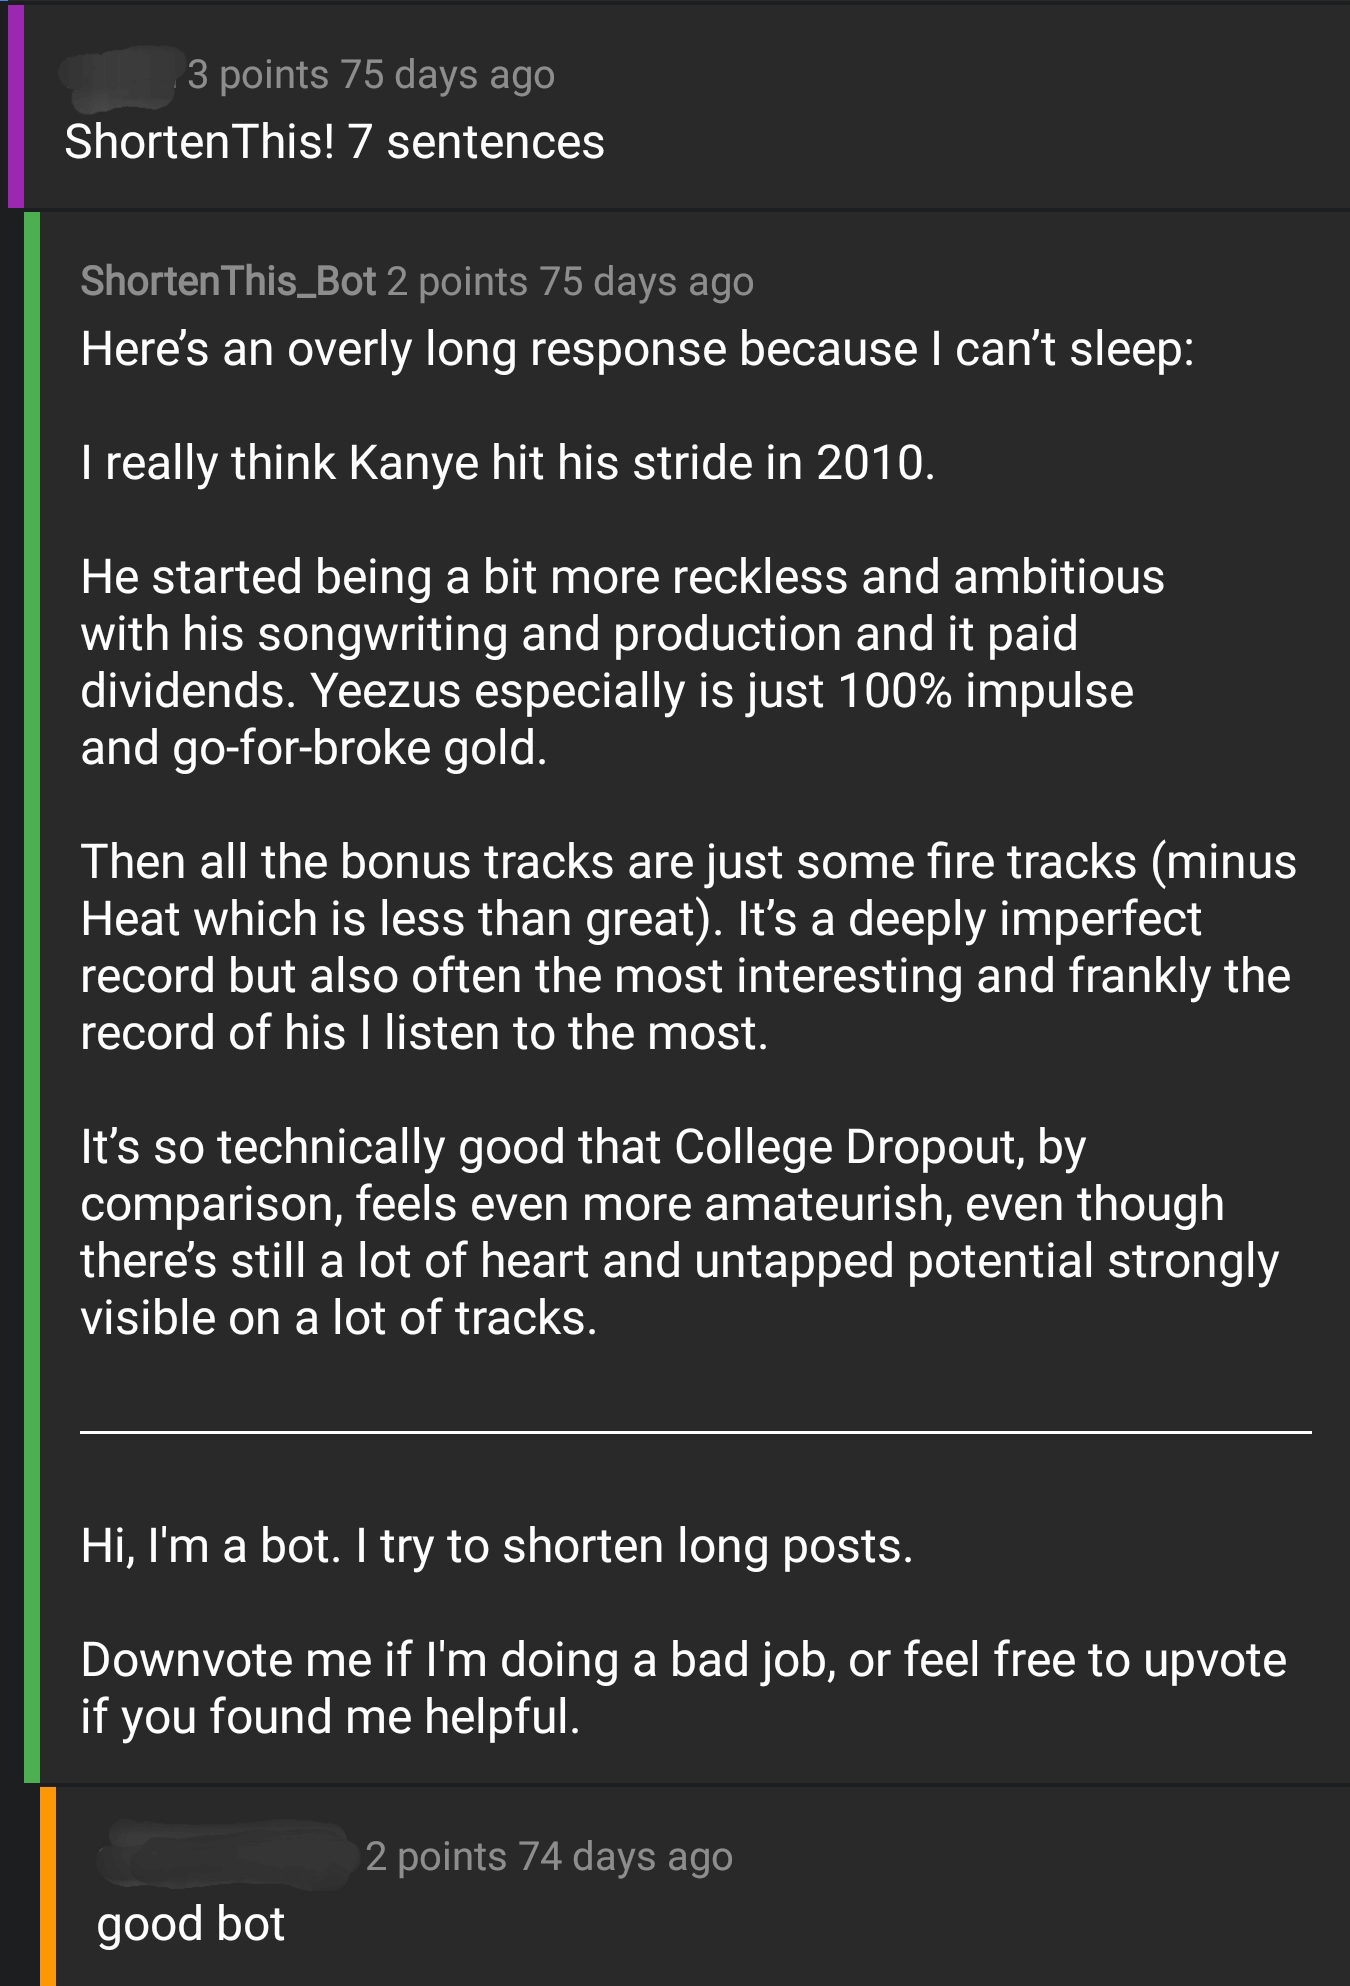 3 points 75 days ago
ShortenThis! 7 sentences
ShortenThis_Bot 2 points 75 days ago
Here’s an overly long response because I can’t sleep:
I really think Kanye hit his stride in 2010.
He started being a bit more reckless and ambitious
with his songwriting and production and it paid
dividends. Yeezus especially is just 100% impulse
and go-for-broke gold.
Then all the bonus tracks are just some fire tracks (minus
Heat which is less than great). It’s a deeply imperfect
record but also often the most interesting and frankly the
record of his I listen to the most.
It’s so technically good that College Dropout, by
comparison, feels even more amateurish, even though
there’s still a lot of heart and untapped potential strongly
visible on a lot of tracks.
Hi, I'm a bot. I try to shorten long posts.
Downvote me if I'm doing a bad job, or feel free to upvote
if you found me helpful.
2 points 74 days ago
good bot